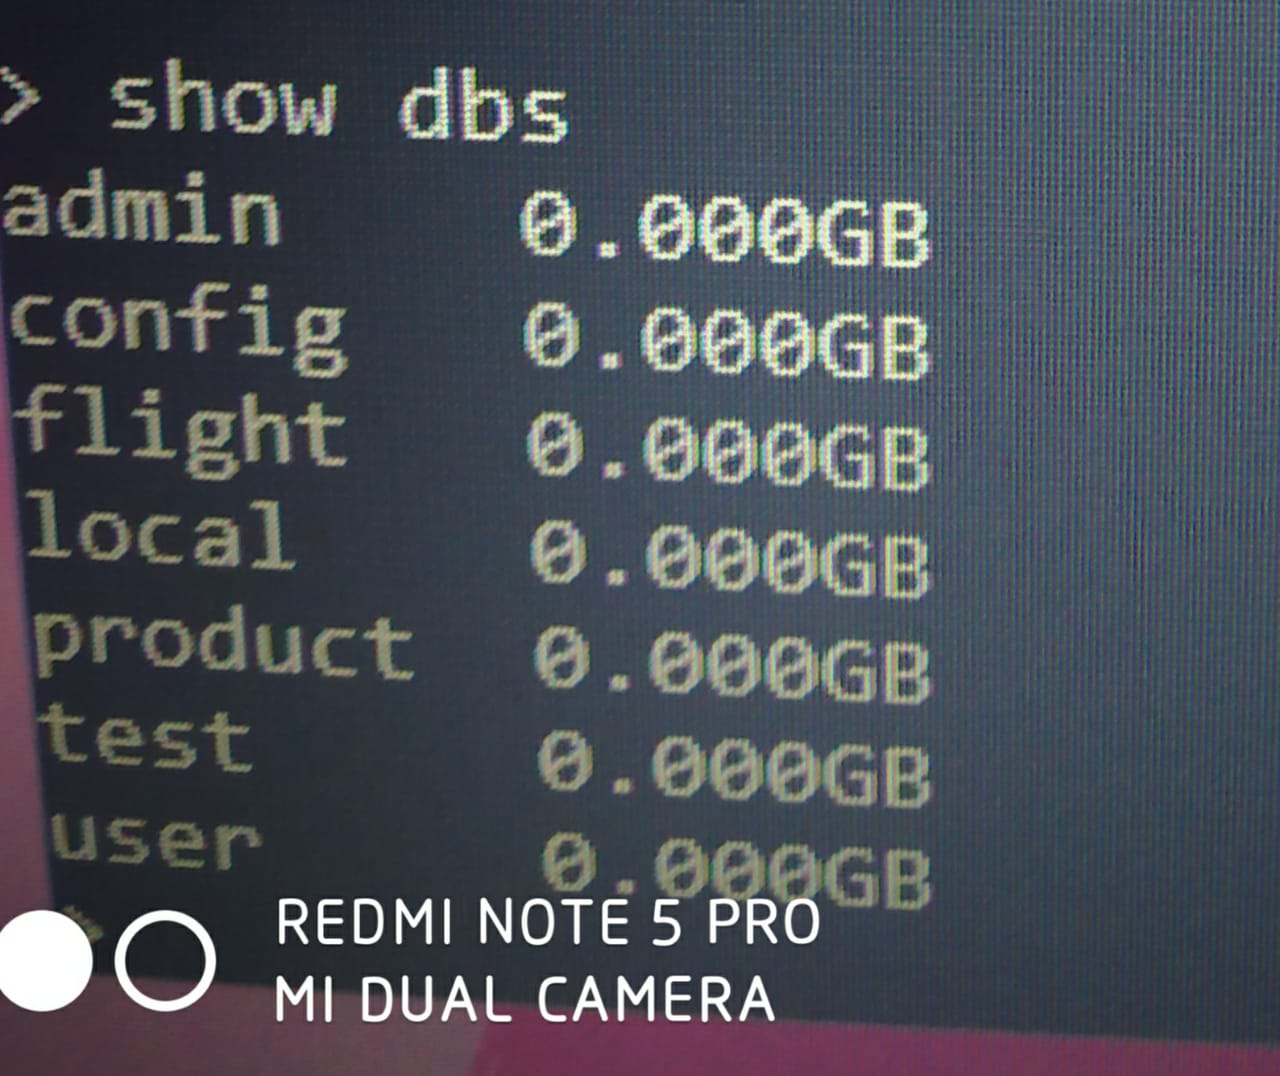 > show dbs
admin 0.000GB
config 0.000GB
flight 0.000GB
local 0.000GB
product 0.000GB
test 0.000GB
user 0.000GB
>
REDMI NOTE 5 PRO
MI DUAL CAMERA